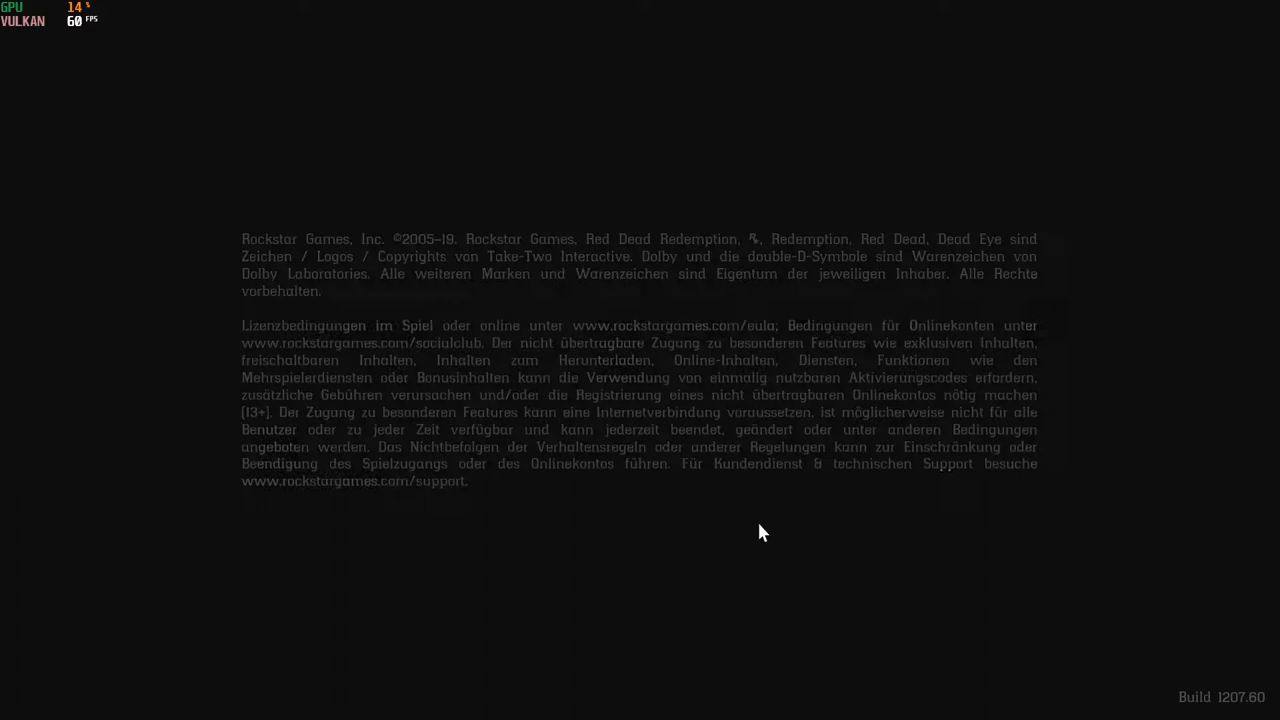 GPU 14 %
VULKAN 60 FPS
Rockstar Games, Inc. ©2005–19. Rockstar Games, Red Dead Redemption, R, Redemption, Red Dead, Dead Eye sind
Zeichen / Logos / Copyrights von Take-Two Interactive. Dolby und die double-D-Symbole sind Warenzeichen von
Dolby Laboratories. Alle weiteren Marken und Warenzeichen sind Eigentum der jeweiligen Inhaber. Alle Rechte
vorbehalten.
Lizenzbedingungen im Spiel oder online unter www.rockstargames.com/eula; Bedingungen für Onlinekonten unter
www.rockstargames.com/socialclub. Der nicht übertragbare Zugang zu besonderen Features wie exklusiven Inhalten,
freischaltbaren Inhalten, Inhalten zum Herunterladen, Online-Inhalten, Diensten, Funktionen wie den
Mehrspielerdiensten oder Bonusinhalten kann die Verwendung von einmalig nutzbaren Aktivierungscodes erfordern,
zusätzliche Gebühren verursachen und/oder die Registrierung eines nicht übertragbaren Onlinekontos nötig machen
(13+). Der Zugang zu besonderen Features kann eine Internetverbindung voraussetzen, ist möglicherweise nicht für alle
Benutzer oder zu jeder Zeit verfügbar und kann jederzeit beendet, geändert oder unter anderen Bedingungen
angeboten werden. Das Nichtbefolgen der Verhaltensregeln oder anderer Regelungen kann zur Einschränkung oder
Beendigung des Spielzugangs oder des Onlinekontos führen. Für Kundendienst & technischen Support besuche
www.rockstargames.com/support.
Build 1207.60